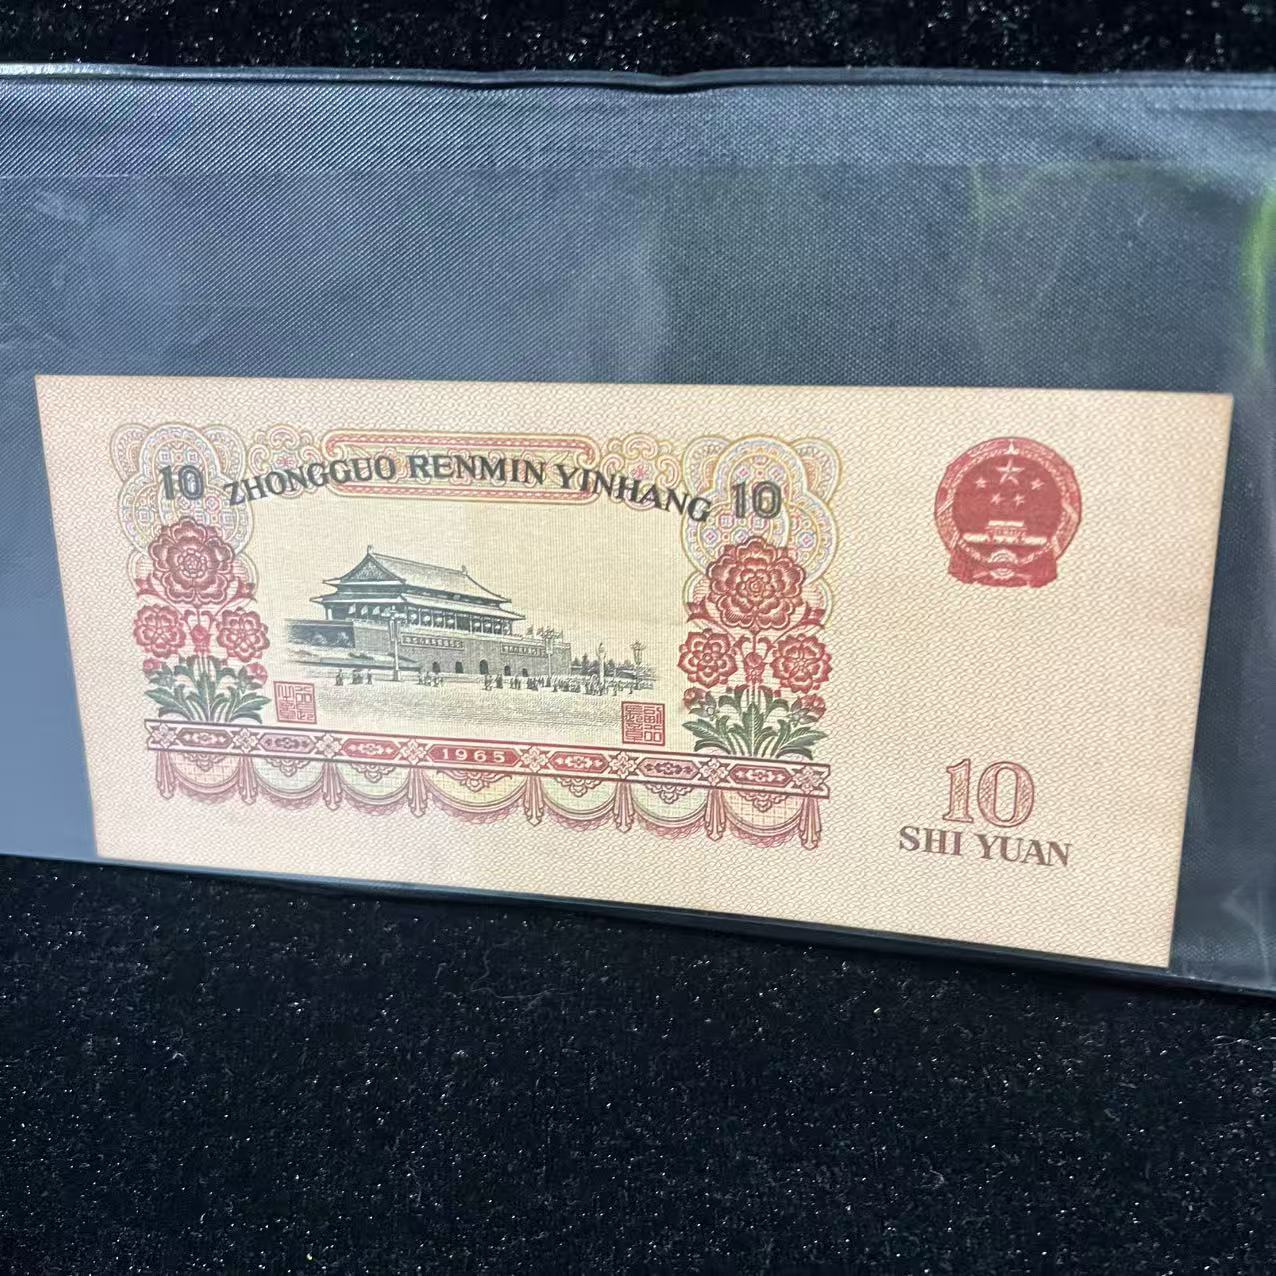 10 ZHONGGUO RENMIN YINHANG 10
1965
10
SHI YUAN